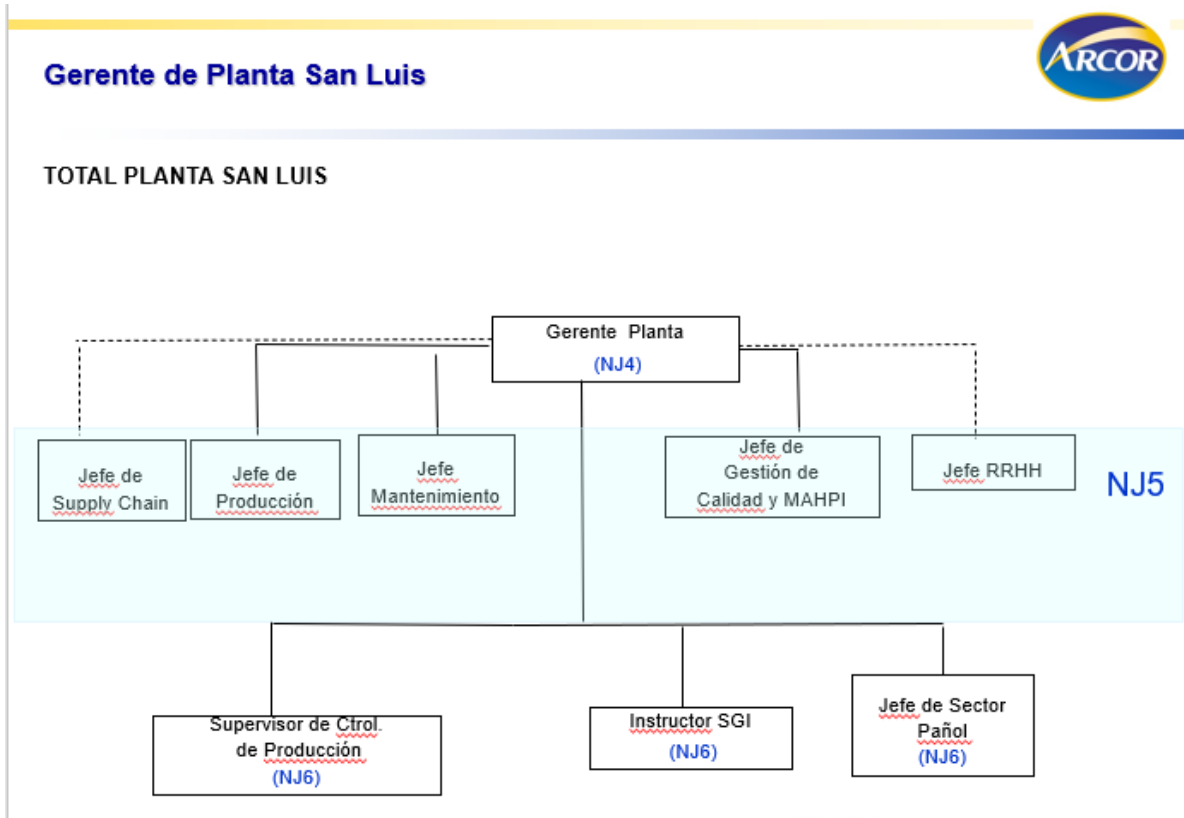 ARCOR
Gerente de Planta San Luis
TOTAL PLANTA SAN LUIS
Gerente Planta
(NJ4)
Jefe de
Supply Chain
Jefe de
Producción
Jefe
Mantenimiento
Jefe de
Gestión de
Calidad y MAHPI
Jefe RRHH
NJ5
Supervisor de Ctrol.
de Producción
(NJ6)
Instructor SGI
(NJ6)
Jefe de Sector
Pañol
(NJ6)